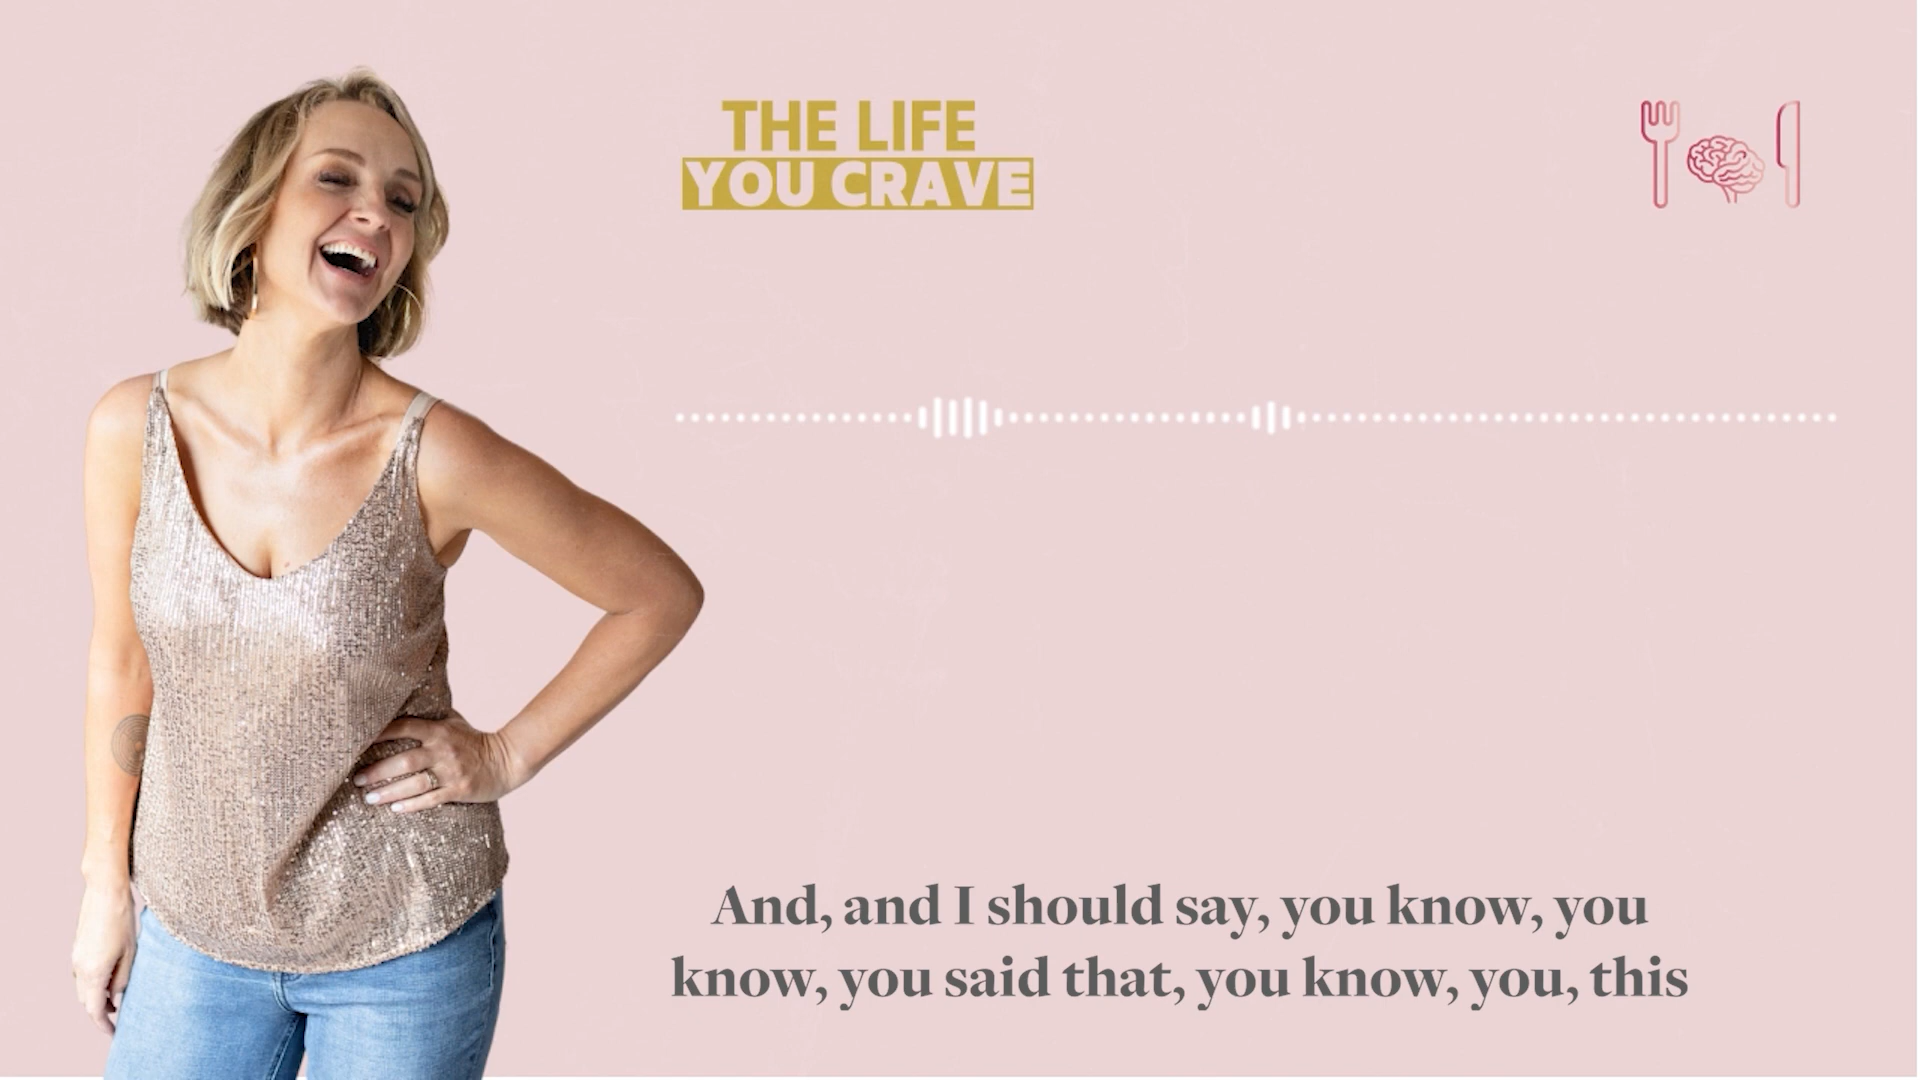 THE LIFE
YOU CRAVE
And, and I should say, you know, you
know, you said that, you know, you, this